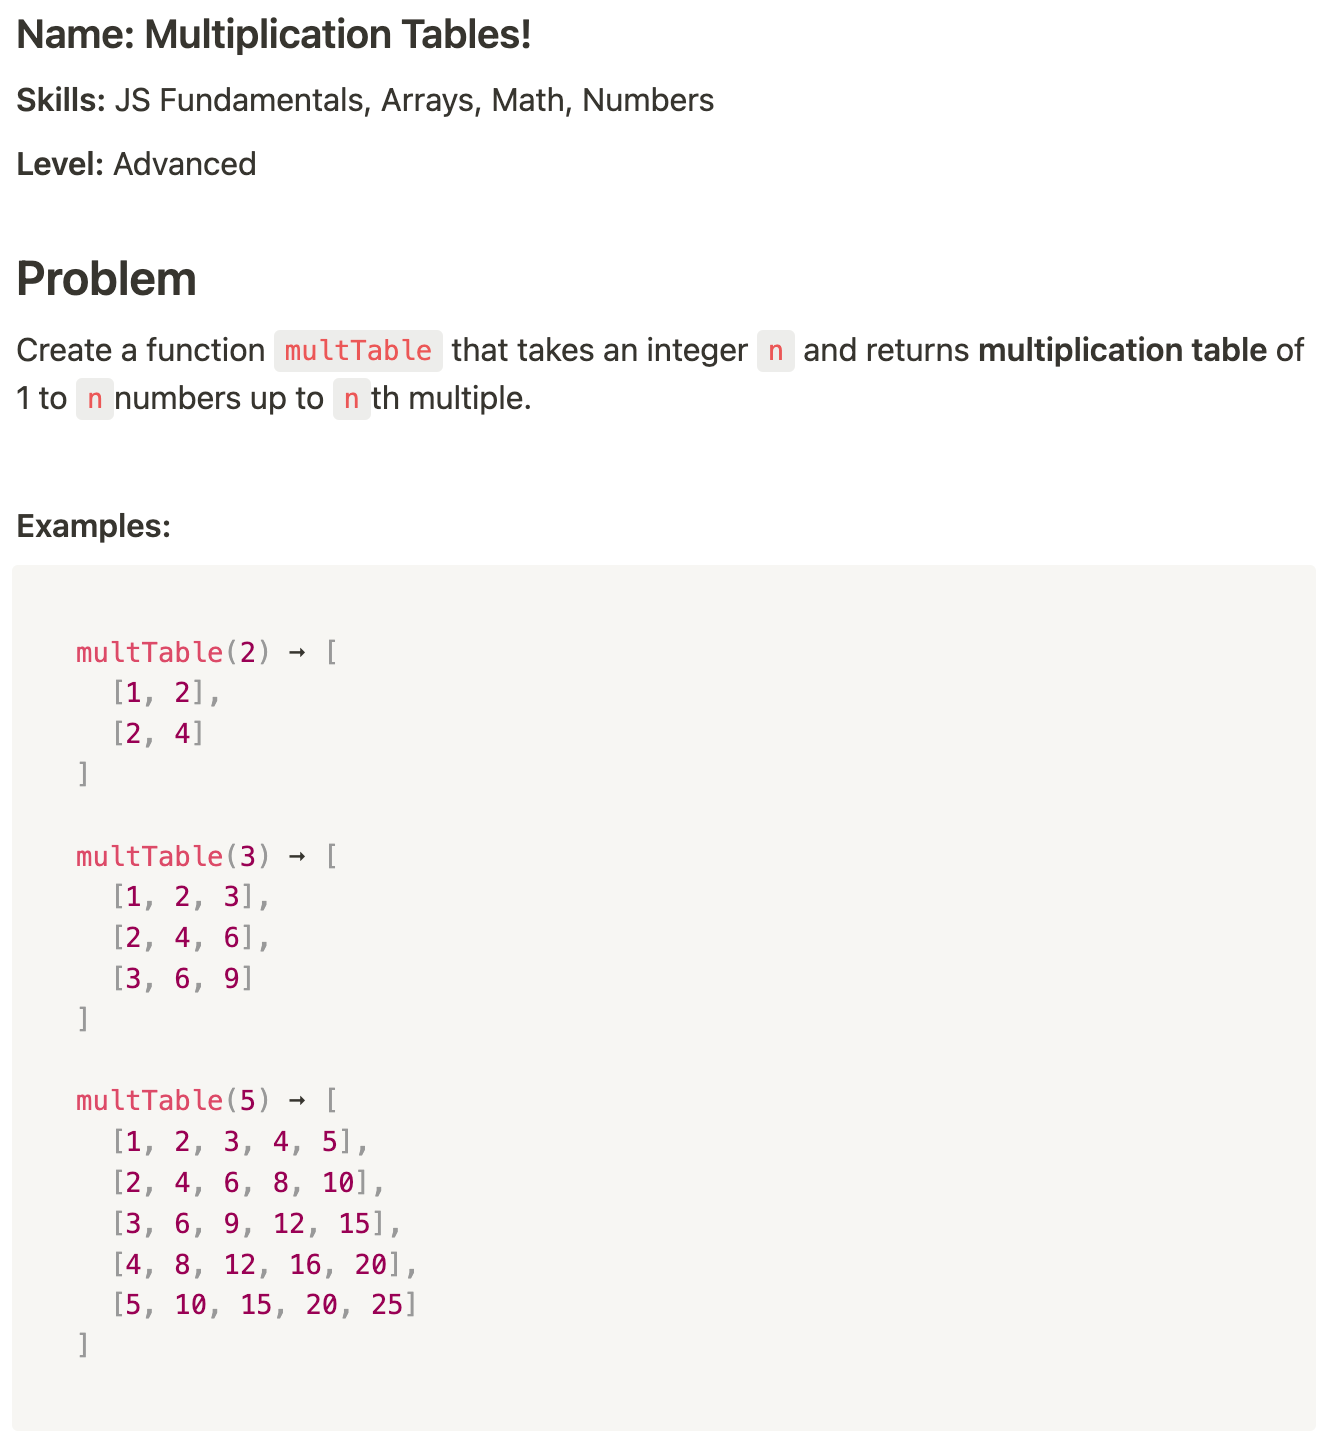 Name: Multiplication Tables!
Skills: JS Fundamentals, Arrays, Math, Numbers
Level: Advanced
Problem
Create a function multTable that takes an integer n and returns multiplication table of
1 to n numbers up to n th multiple.
Examples:
multTable(2) → [
  [1, 2],
  [2, 4]
]
multTable(3) → [
  [1, 2, 3],
  [2, 4, 6],
  [3, 6, 9]
]
multTable(5) → [
  [1, 2, 3, 4, 5],
  [2, 4, 6, 8, 10],
  [3, 6, 9, 12, 15],
  [4, 8, 12, 16, 20],
  [5, 10, 15, 20, 25]
]